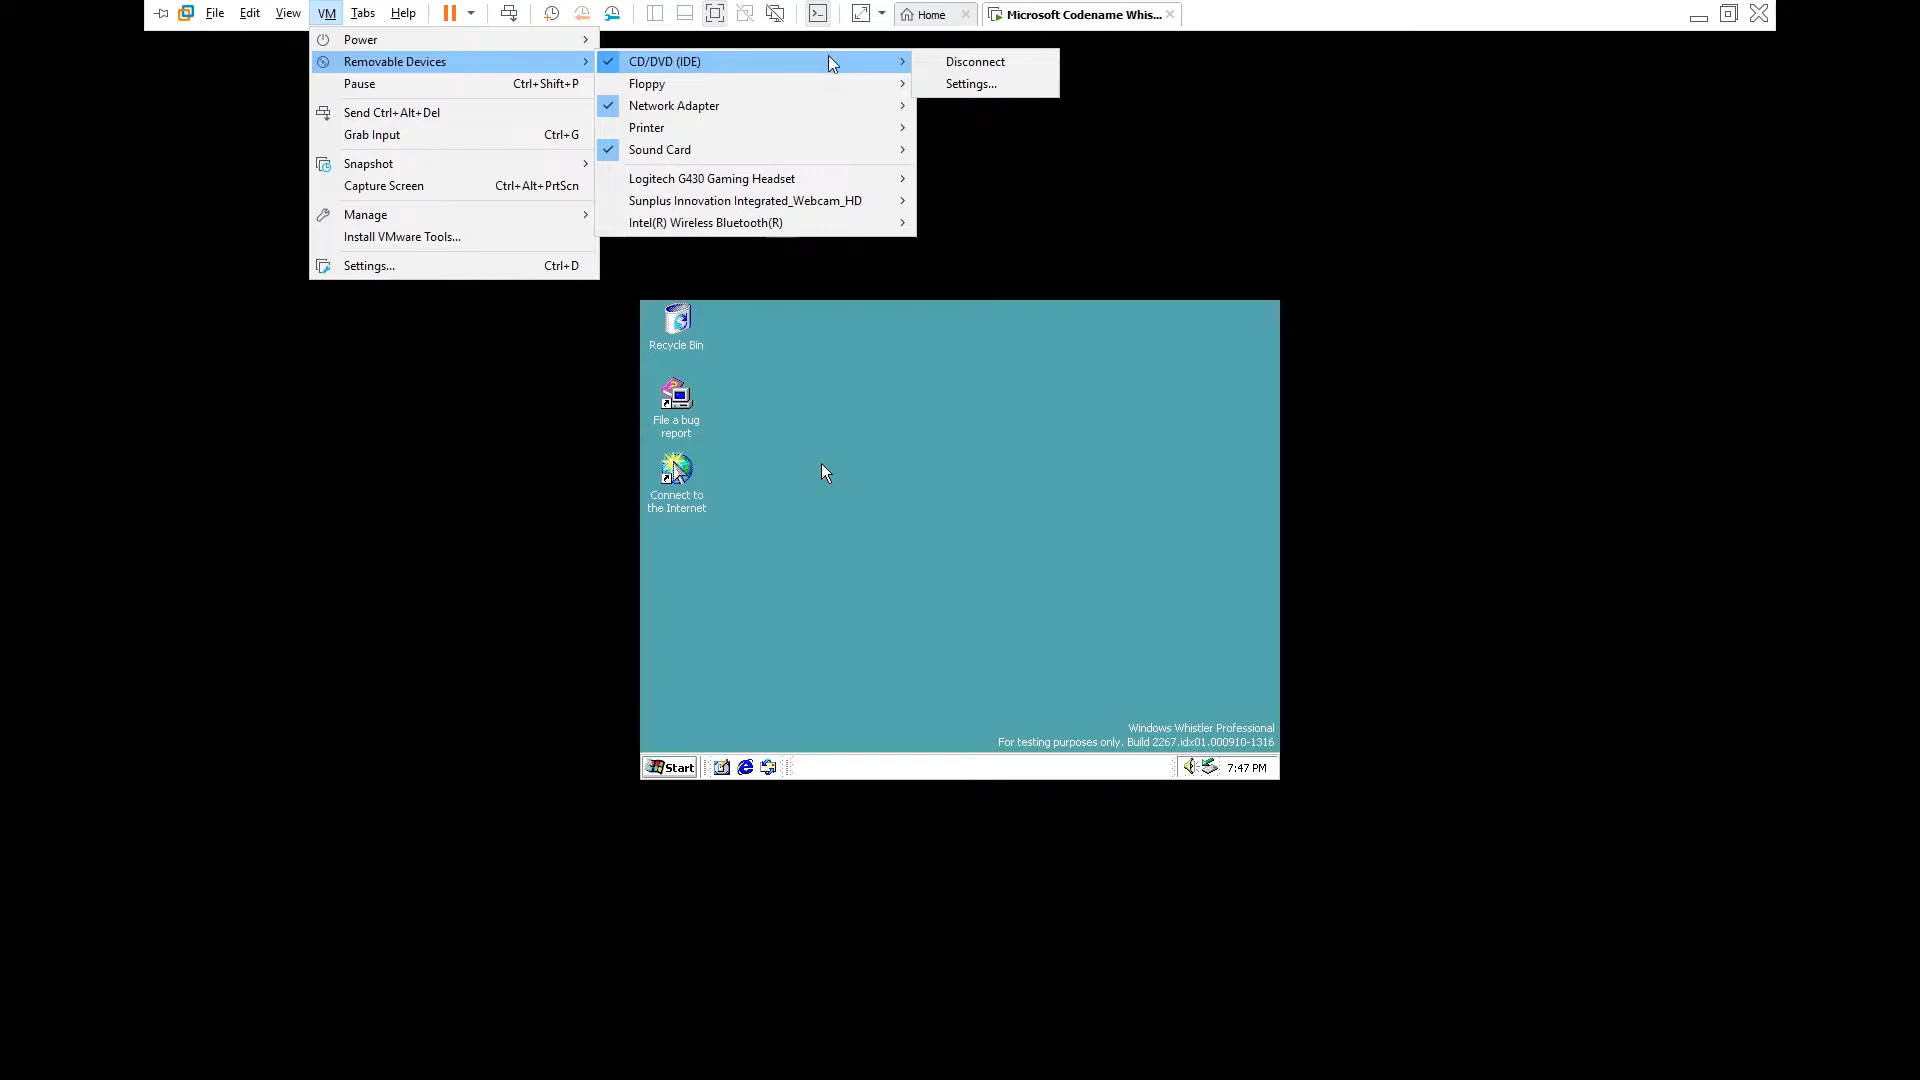 File Edit View VM Tabs Help Home Microsoft Codename Whis...
Power
Removable Devices
Pause Ctrl+Shift+P
Send Ctrl+Alt+Del
Grab Input Ctrl+G
Snapshot
Capture Screen Ctrl+Alt+PrtScn
Manage
Install VMware Tools...
Settings... Ctrl+D
CD/DVD (IDE)
Floppy
Network Adapter
Printer
Sound Card
Logitech G430 Gaming Headset
Sunplus Innovation Integrated_Webcam_HD
Intel(R) Wireless Bluetooth(R)
Disconnect
Settings...
Recycle Bin
File a bug
report
Connect to
the Internet
Windows Whistler Professional
For testing purposes only. Build 2267.idx01.000910-1316
Start 7:47 PM